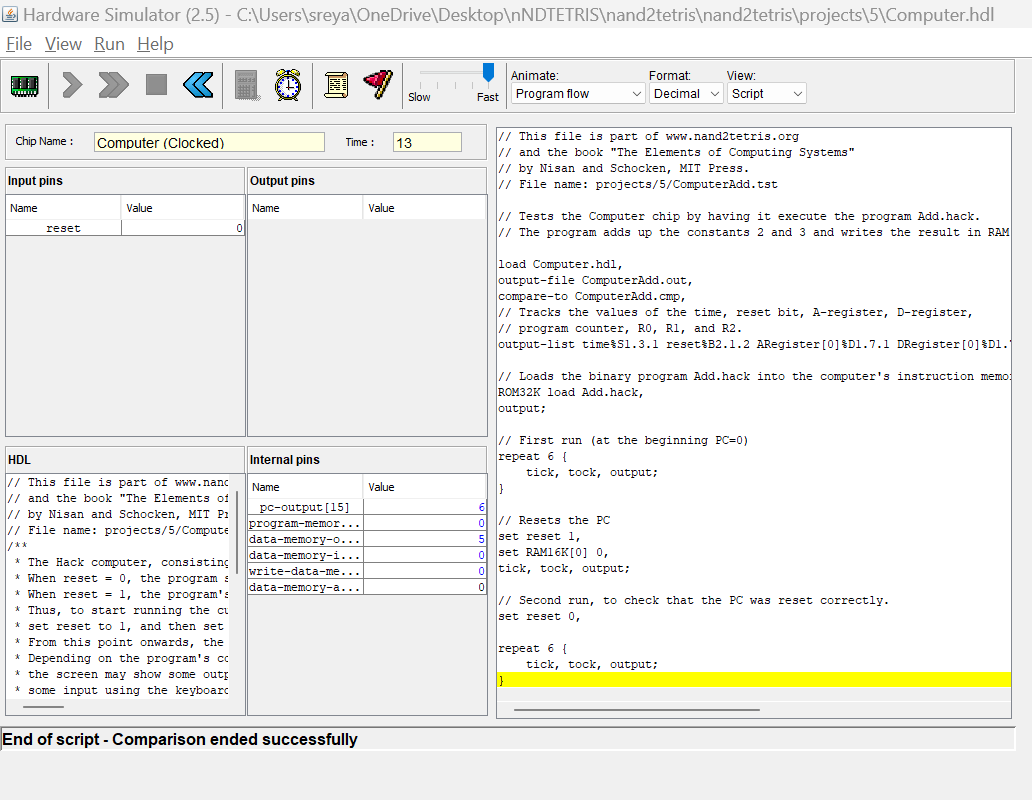 Hardware Simulator (2.5) - C:\Users\sreya\OneDrive\Desktop\nNDTETRIS\nand2tetris\nand2tetris\projects\5\Computer.hdl
File View Run Help
Slow Fast
Animate: Format: View:
Program flow Decimal Script
Chip Name : Computer (Clocked) Time : 13
Input pins
Name Value
reset 0
Output pins
Name Value
HDL
// This file is part of www.nand
// and the book "The Elements of
// by Nisan and Schocken, MIT Pr
// File name: projects/5/Compute
/**
* The Hack computer, consisting
* When reset = 0, the program s
* When reset = 1, the program's
* Thus, to start running the cu
* set reset to 1, and then set
* From this point onwards, the
* Depending on the program's co
* the screen may show some outp
* some input using the keyboard
Internal pins
Name Value
pc-output[15] 6
program-memor... 0
data-memory-o... 5
data-memory-i... 0
write-data-me... 0
data-memory-a... 0
// This file is part of www.nand2tetris.org
// and the book "The Elements of Computing Systems"
// by Nisan and Schocken, MIT Press.
// File name: projects/5/ComputerAdd.tst
// Tests the Computer chip by having it execute the program Add.hack.
// The program adds up the constants 2 and 3 and writes the result in RAM
load Computer.hdl,
output-file ComputerAdd.out,
compare-to ComputerAdd.cmp,
// Tracks the values of the time, reset bit, A-register, D-register,
// program counter, R0, R1, and R2.
output-list time%S1.3.1 reset%B2.1.2 ARegister[0]%D1.7.1 DRegister[0]%D1.
// Loads the binary program Add.hack into the computer's instruction memo
ROM32K load Add.hack,
output;
// First run (at the beginning PC=0)
repeat 6 {
tick, tock, output;
}
// Resets the PC
set reset 1,
set RAM16K[0] 0,
tick, tock, output;
// Second run, to check that the PC was reset correctly.
set reset 0,
repeat 6 {
tick, tock, output;
}
End of script - Comparison ended successfully